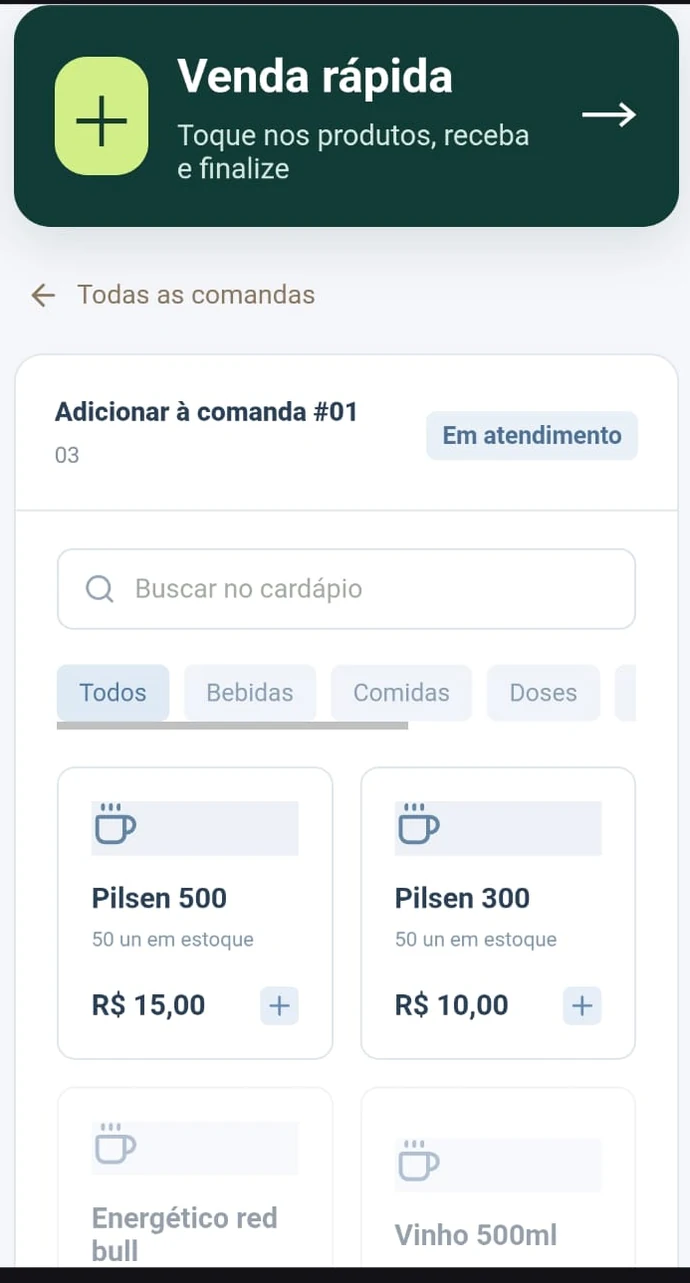 Venda rápida
Toque nos produtos, receba
e finalize
Todas as comandas
Adicionar à comanda #01
03
Em atendimento
Buscar no cardápio
Todos
Bebidas
Comidas
Doses
Pilsen 500
50 un em estoque
R$ 15,00
Pilsen 300
50 un em estoque
R$ 10,00
Energético red
bull
Vinho 500ml